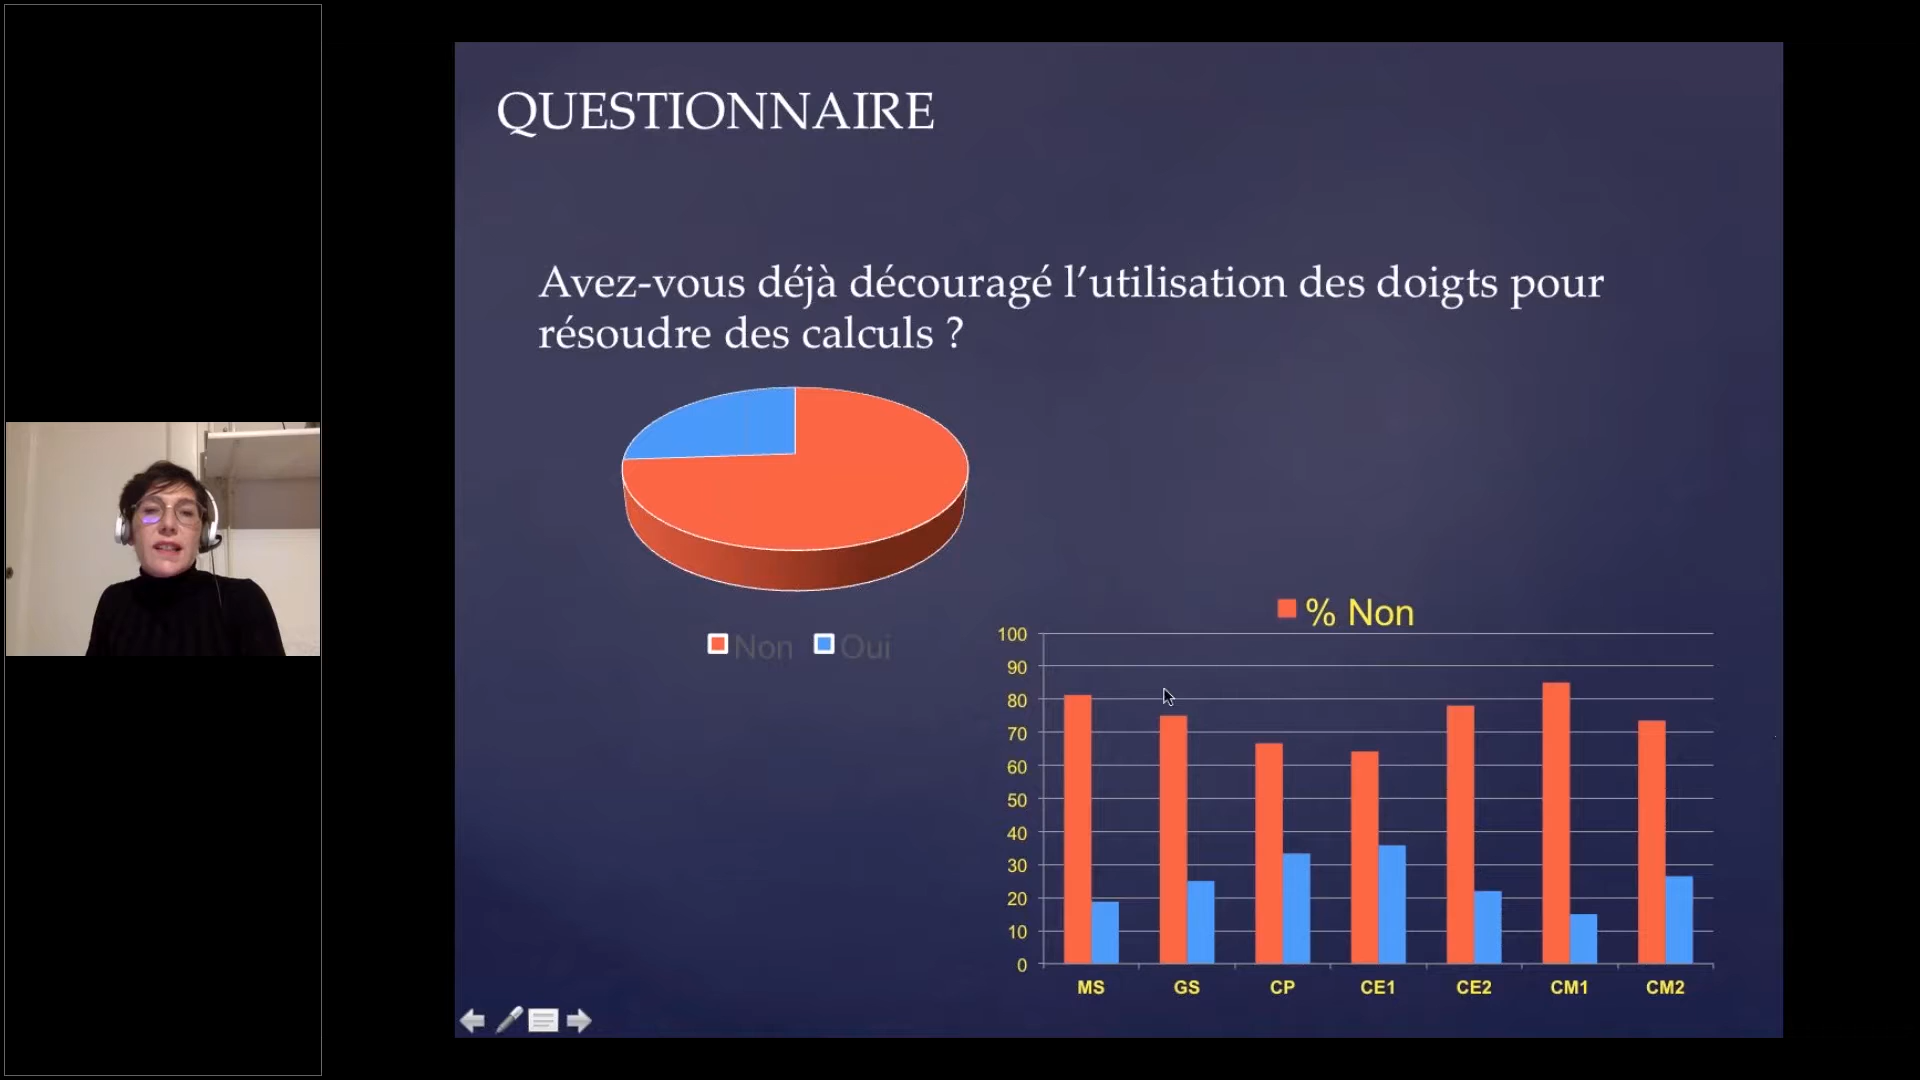 QUESTIONNAIRE
Avez-vous déjà découragé l’utilisation des doigts pour
résoudre des calculs ?
Non Oui
% Non
100
90
80
70
60
50
40
30
20
10
0
MS GS CP CE1 CE2 CM1 CM2